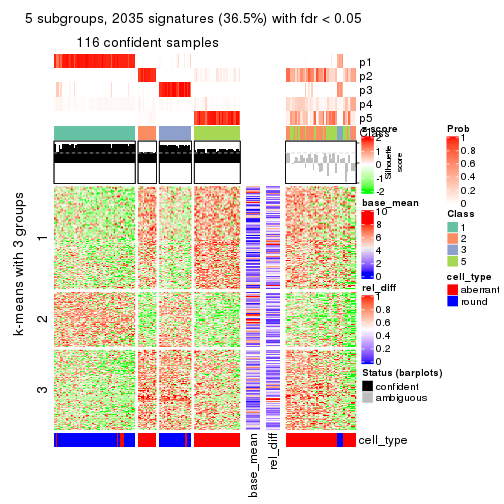 5 subgroups, 2035 signatures (36.5%) with fdr < 0.05
116 confident samples
p1
p2
p3
p4
p5
Class
z-score
2
1
0
-1
-2
Silhouette
score
Prob
1
0.8
0.6
0.4
0.2
0
base_mean
10
8
6
4
2
0
Class
1
2
3
5
cell_type
aberrant
round
rel_diff
1
0.8
0.6
0.4
0.2
0
Status (barplots)
confident
ambiguous
k-means with 3 groups
1
2
3
cell_type
base_mean
rel_diff